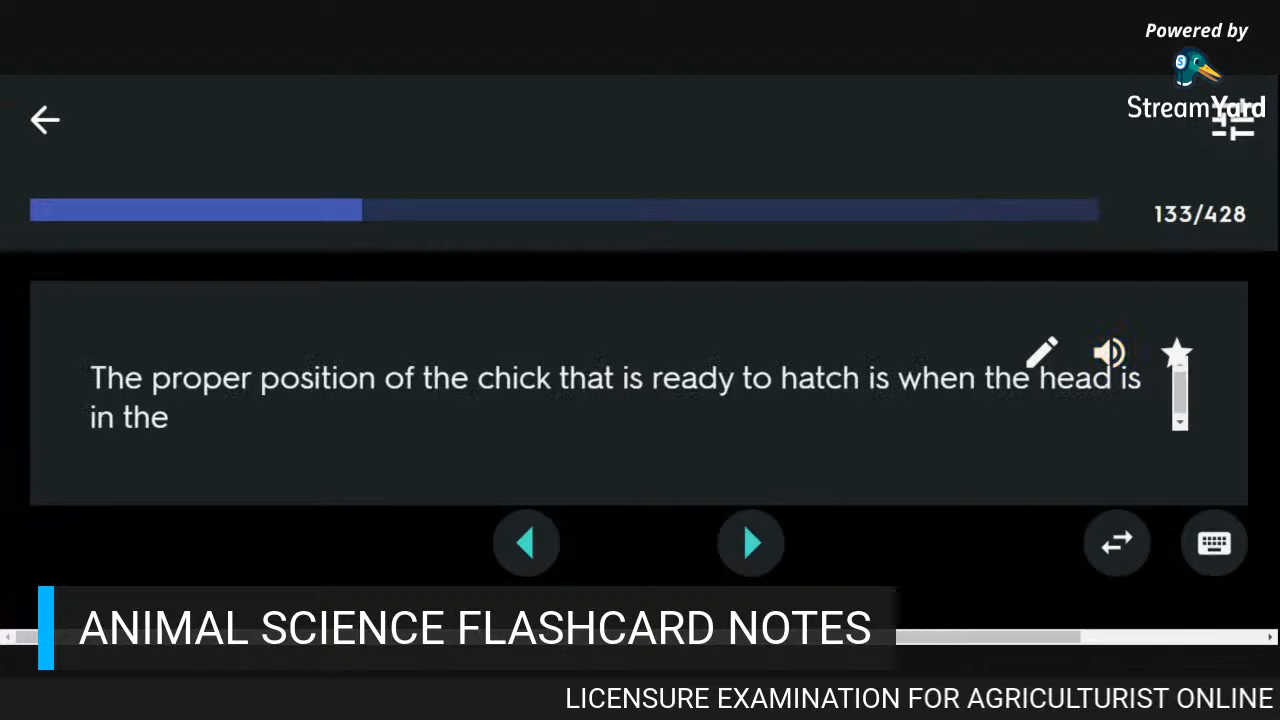 Powered by
StreamYard
133/428
The proper position of the chick that is ready to hatch is when the head is
in the
ANIMAL SCIENCE FLASHCARD NOTES
LICENSURE EXAMINATION FOR AGRICULTURIST ONLINE